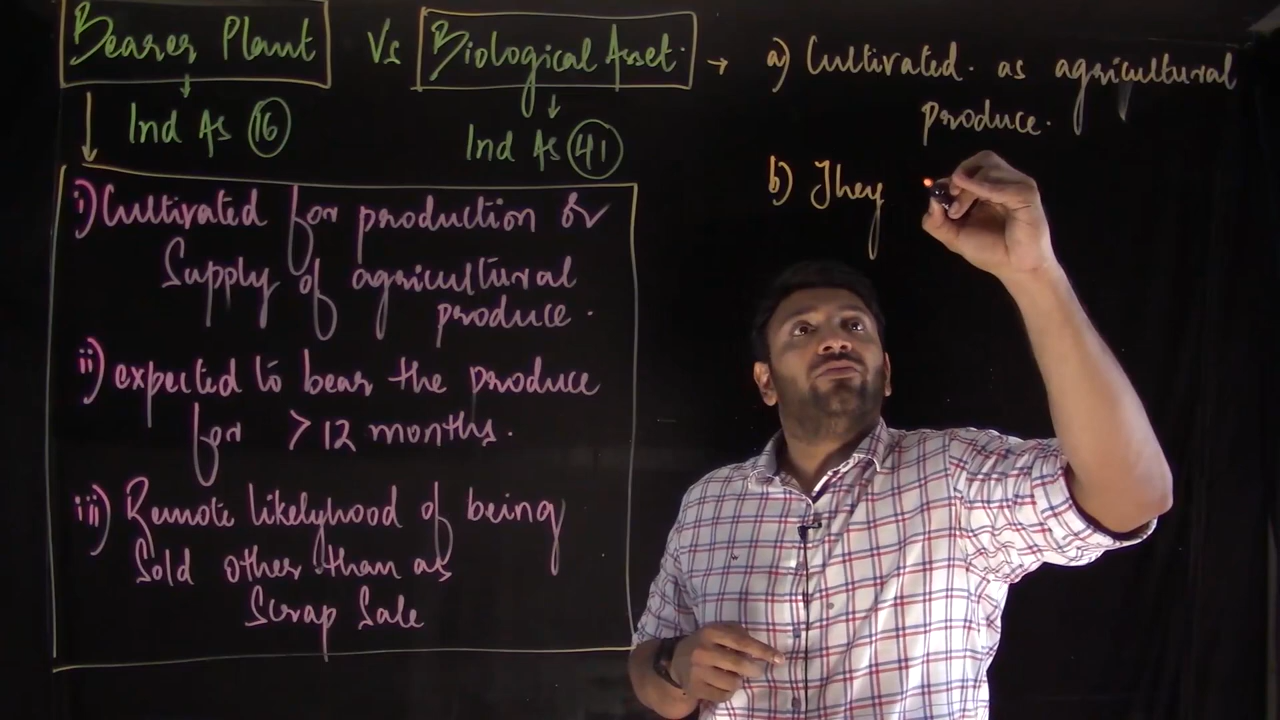 Bearer Plant Vs Biological Asset. → a) Cultivated. as agricultural
produce.
Ind As 16
Ind As 41
b) They
i) Cultivated for production or
Supply of agricultural
produce.
ii) expected to bear the produce
for > 12 months.
iii) Remote likelyhood of being
Sold other than as
Scrap Sale